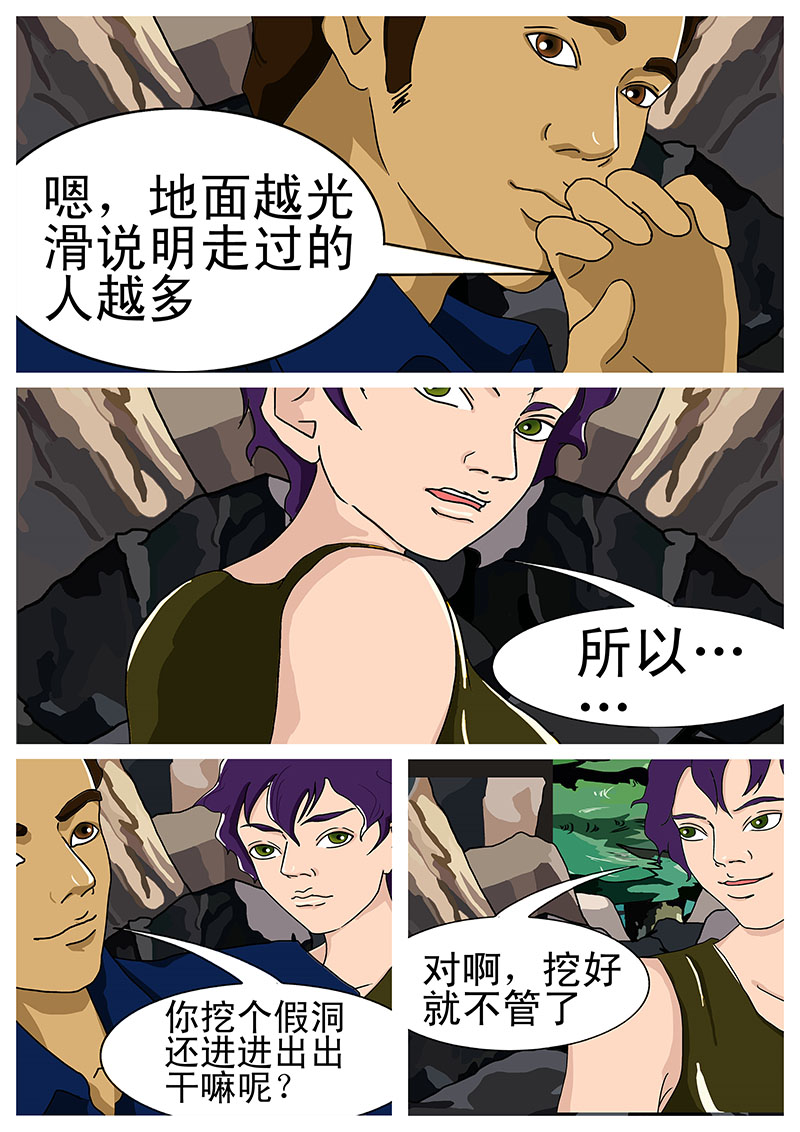 嗯，地面越光
滑说明走过的
人越多
所以…
…
你挖个假洞
还进进出出
干嘛呢？
对啊，挖好
就不管了